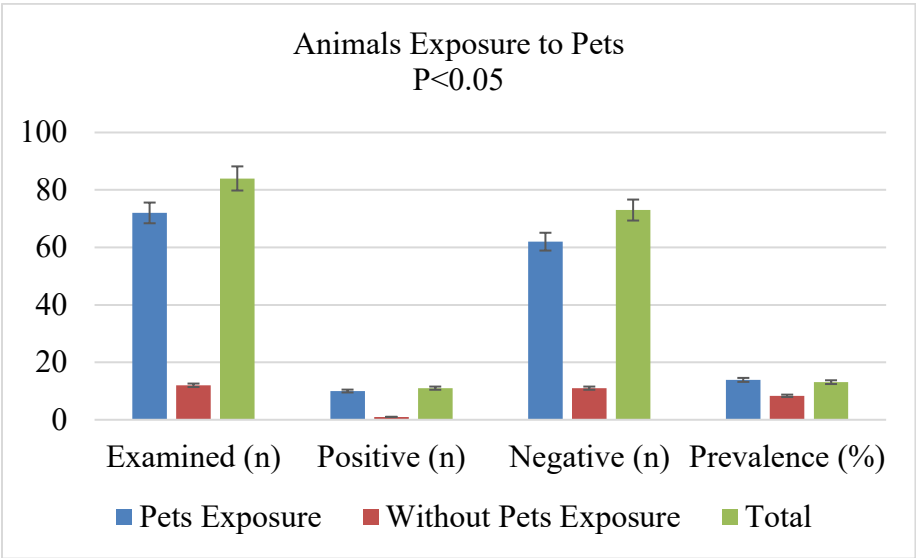 Animals Exposure to Pets
P<0.05
100
80
60
40
20
0
Examined (n) Positive (n) Negative (n) Prevalence (%)
Pets Exposure Without Pets Exposure Total